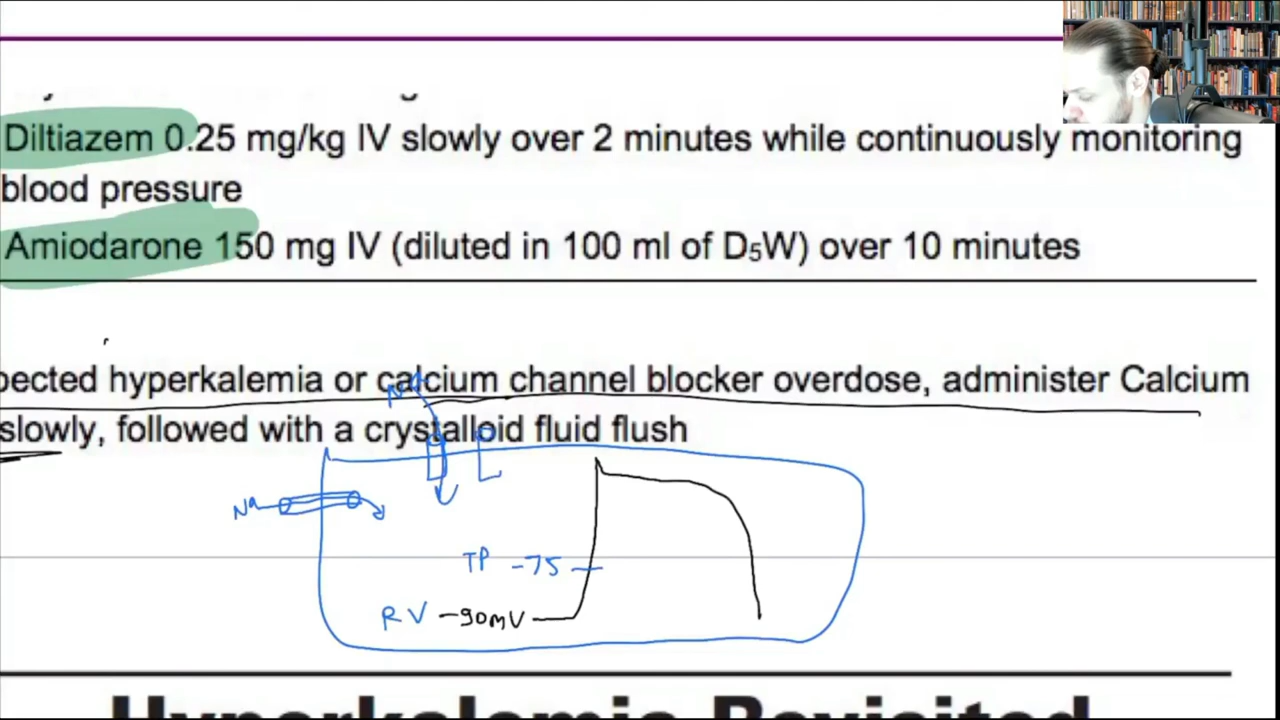 Diltiazem 0.25 mg/kg IV slowly over 2 minutes while continuously monitoring
blood pressure
Amiodarone 150 mg IV (diluted in 100 ml of D₅W) over 10 minutes
pected hyperkalemia or calcium channel blocker overdose, administer Calcium
slowly, followed with a crystalloid fluid flush
Na
TP -75
RV -90mV
Hyperkalemia Revisited